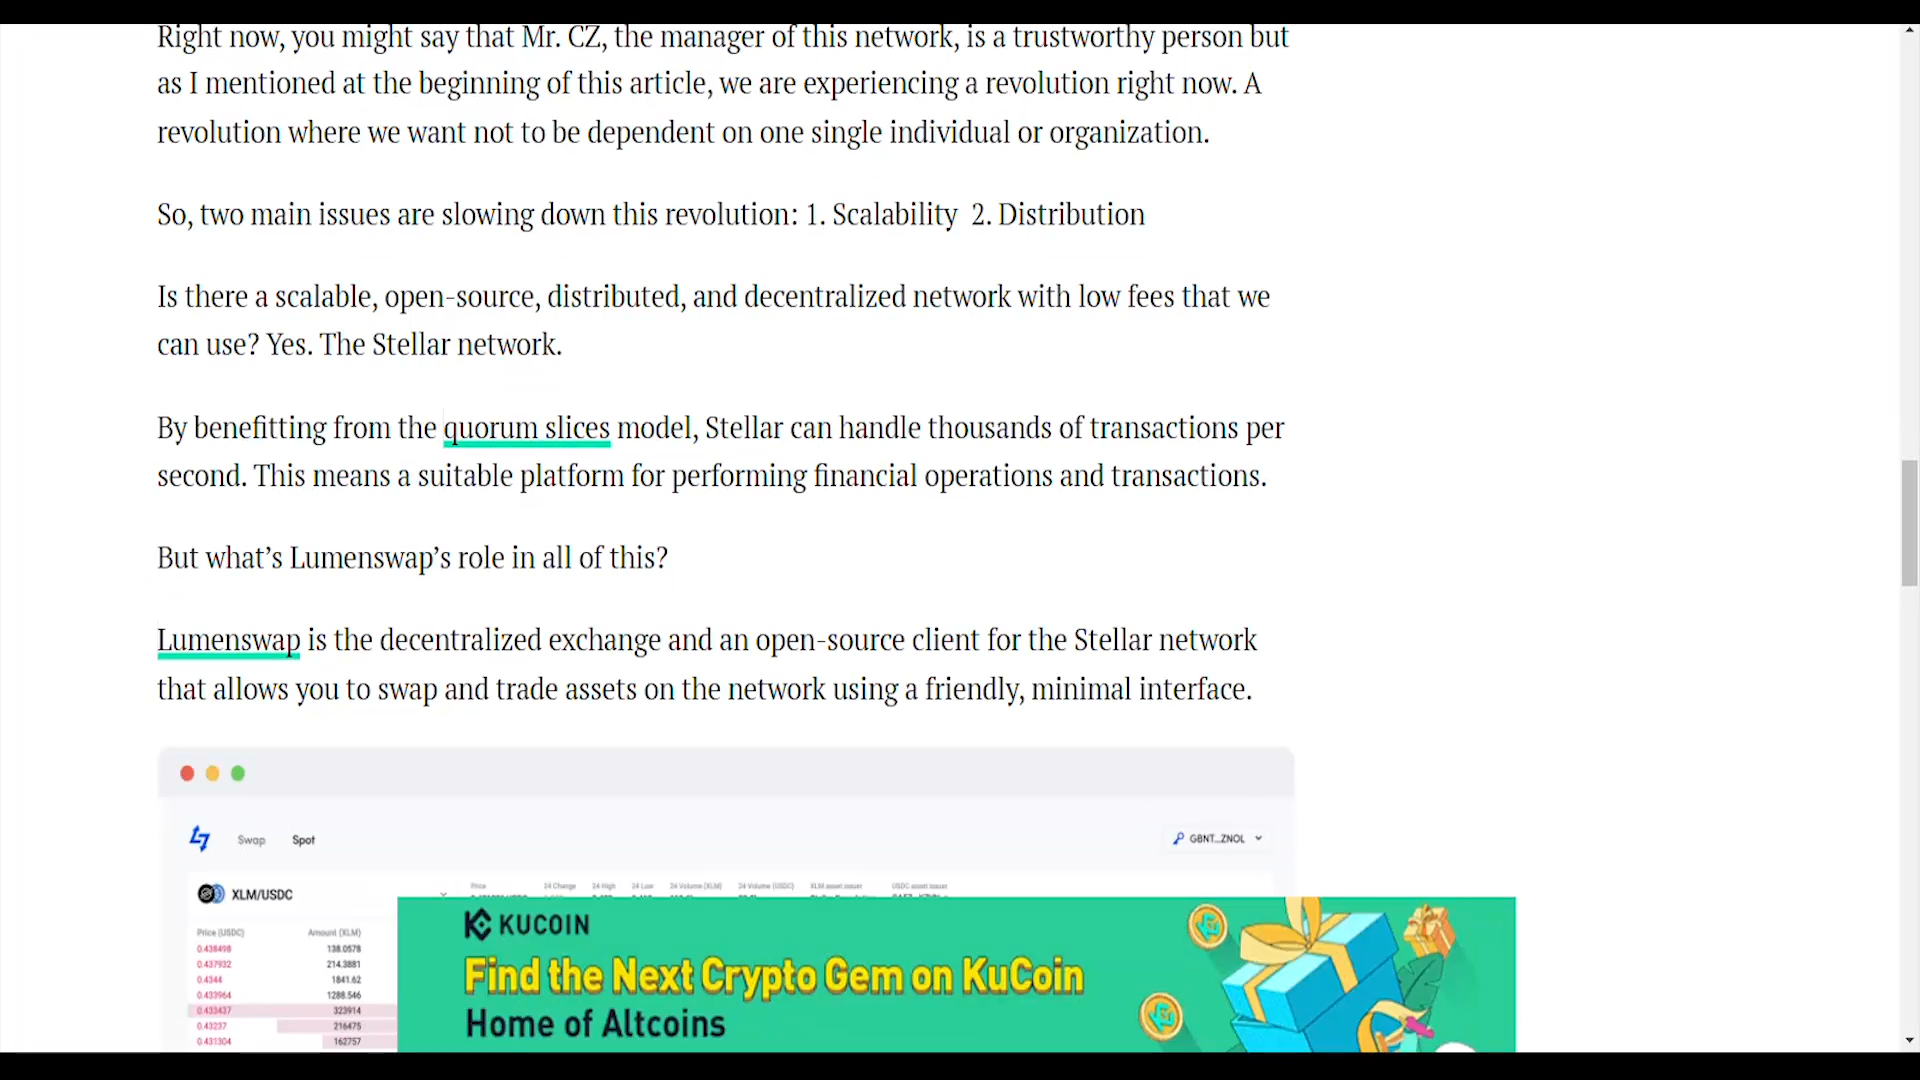 Right now, you might say that Mr. CZ, the manager of this network, is a trustworthy person but
as I mentioned at the beginning of this article, we are experiencing a revolution right now. A
revolution where we want not to be dependent on one single individual or organization.
So, two main issues are slowing down this revolution: 1. Scalability  2. Distribution
Is there a scalable, open-source, distributed, and decentralized network with low fees that we
can use? Yes. The Stellar network.
By benefitting from the quorum slices model, Stellar can handle thousands of transactions per
second. This means a suitable platform for performing financial operations and transactions.
But what’s Lumenswap’s role in all of this?
Lumenswap is the decentralized exchange and an open-source client for the Stellar network
that allows you to swap and trade assets on the network using a friendly, minimal interface.
Swap Spot GBNT...ZNOL
XLM/USDC
Price 24 Change 24 High 24 Low 24 Volume (XLM) 24 Volume (USDC) XLM asset issuer USDC asset issuer
Price (USDC) Amount (XLM)
0.438498 138.0578
0.437932 214.3881
0.4344 1841.62
0.433964 1288.546
0.433437 323914
0.43237 216475
0.431304 162757
KUCOIN
Find the Next Crypto Gem on KuCoin
Home of Altcoins